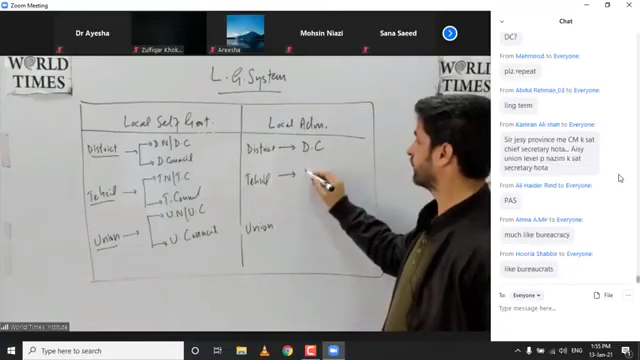 Zoom Meeting
Dr Ayesha
Zulfiqar Khok...
Areesha
Mohsin Niazi
Sana Saeed
WORLD
TIMES
L.G. System
Local Self Govt.
Local Adm.
District → D.N/D.C
D.Council
District → D.C
Tehsil → T.N/T.C
T.Council
Tehsil →
Union → U.N/U.C
U.Council
Union
World Times Institute
Chat
DC?
From Mahmood to Everyone:
plz repeat
From Abdul Rehman_03 to Everyone:
ling term
From Kamran Ali shah to Everyone:
Sir jesy province me CM k sat
chief secretary hota... Aisy
union level p nazim k sat
secretary hota
From Ali Haider Rind to Everyone:
PAS
From Amna A.Mir to Everyone:
much like bureacracy
From Hooria Shabbir to Everyone:
like bureaucrats
To: Everyone
File
Type message here...
Type here to search
1:55 PM
13-Jan-21